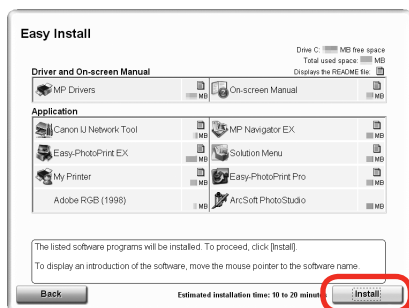 Easy Install
Drive C: MB free space
Total used space: MB
Driver and On-screen Manual Displays the README file:
MP Drivers MB On-screen Manual MB
Application
Canon IJ Network Tool MB MP Navigator EX MB
Easy-PhotoPrint EX MB Solution Menu MB
My Printer MB Easy-PhotoPrint Pro MB
Adobe RGB (1998) MB ArcSoft PhotoStudio MB
The listed software programs will be installed. To proceed, click [Install].
To display an introduction of the software, move the mouse pointer to the software name.
Back Estimated installation time: 10 to 20 minutes Install